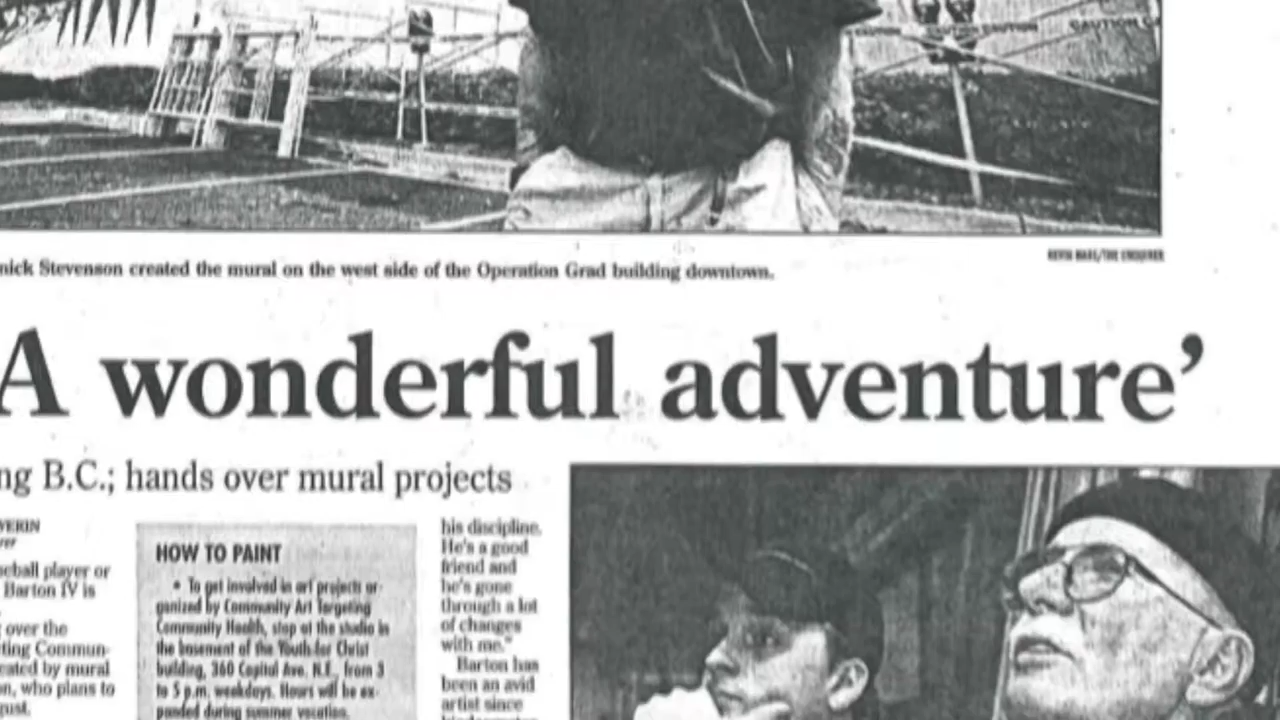 CAUTION
nick Stevenson created the mural on the west side of the Operation Grad building downtown.
A wonderful adventure’
ng B.C.; hands over mural projects
VERIN
seball player or
Barton IV is
over the
ting Commun-
eated by mural
n, who plans to
gust.
HOW TO PAINT
• To get involved in art projects or-
ganized by Community Art Targeting
Community Health, stop at the studio in
the basement of the Youth for Christ
building, 360 Capital Ave. N.E., from 3
to 5 p.m. weekdays. Hours will be ex-
panded during summer vacation.
his discipline.
He's a good
friend and
he's gone
through a lot
of changes
with me."
Barton has
been an avid
artist since